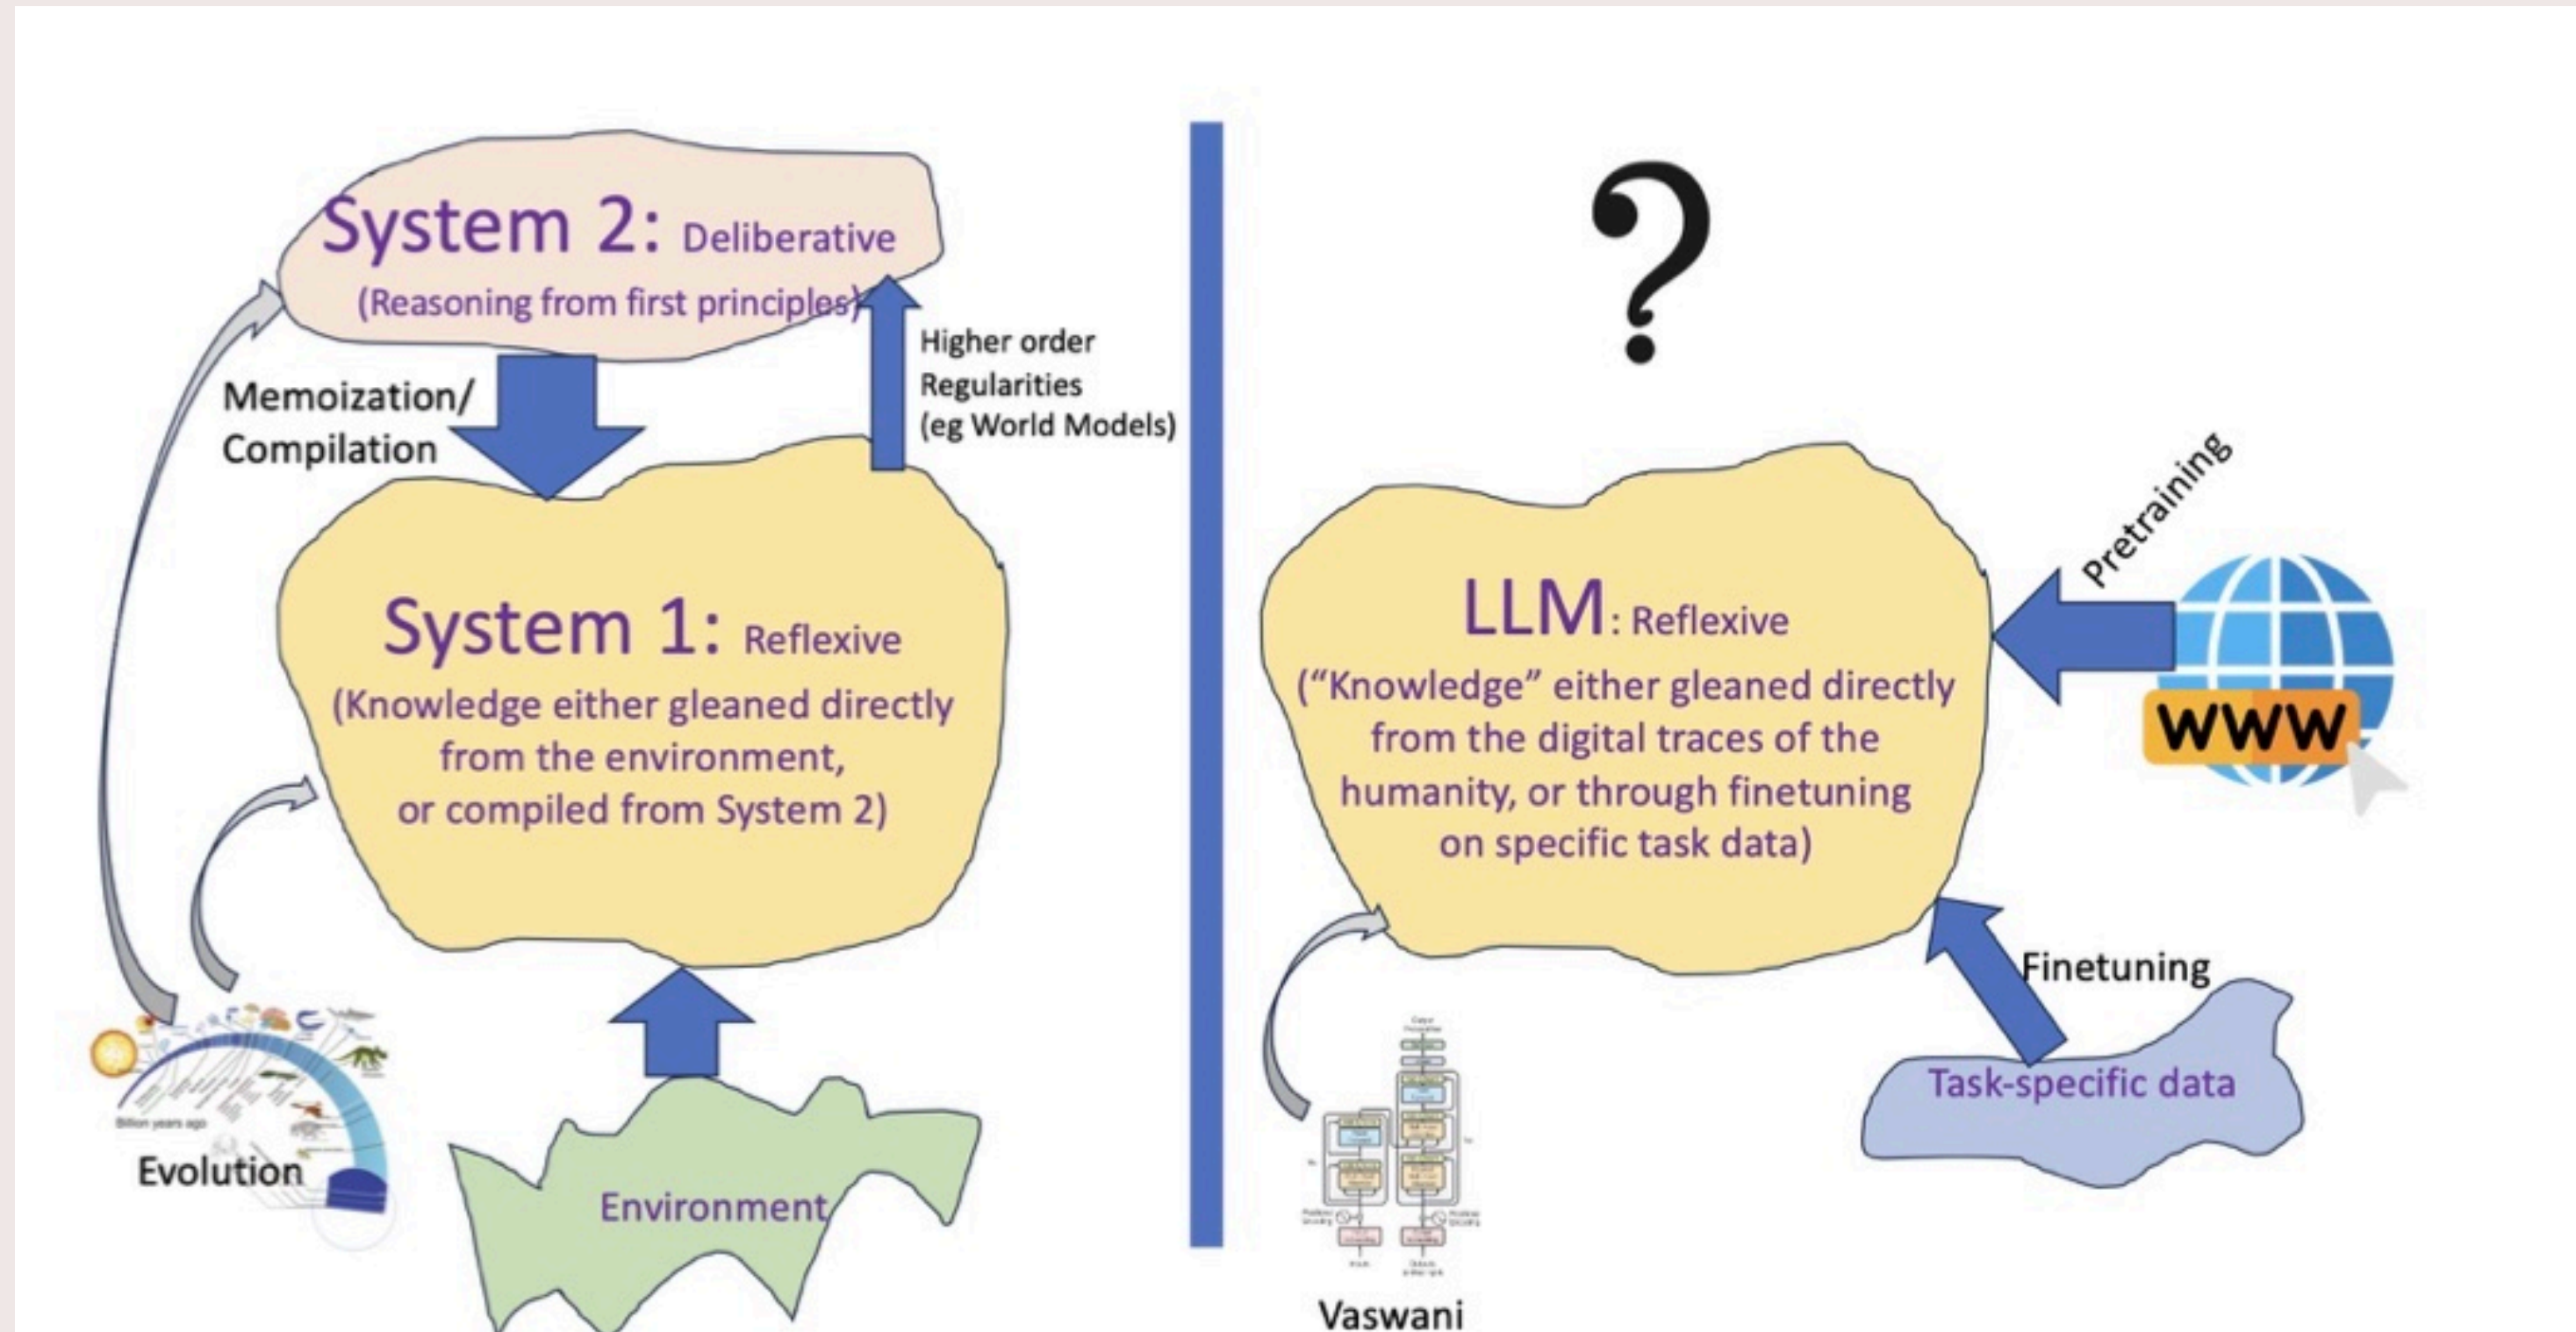 System 2: Deliberative
(Reasoning from first principles)
Memoization/
Compilation
Higher order
Regularities
(eg World Models)
System 1: Reflexive
(Knowledge either gleaned directly
from the environment,
or compiled from System 2)
Billion years ago
Evolution
Environment
?
LLM: Reflexive
("Knowledge" either gleaned directly
from the digital traces of the
humanity, or through finetuning
on specific task data)
Pretraining
WWW
Finetuning
Task-specific data
Vaswani